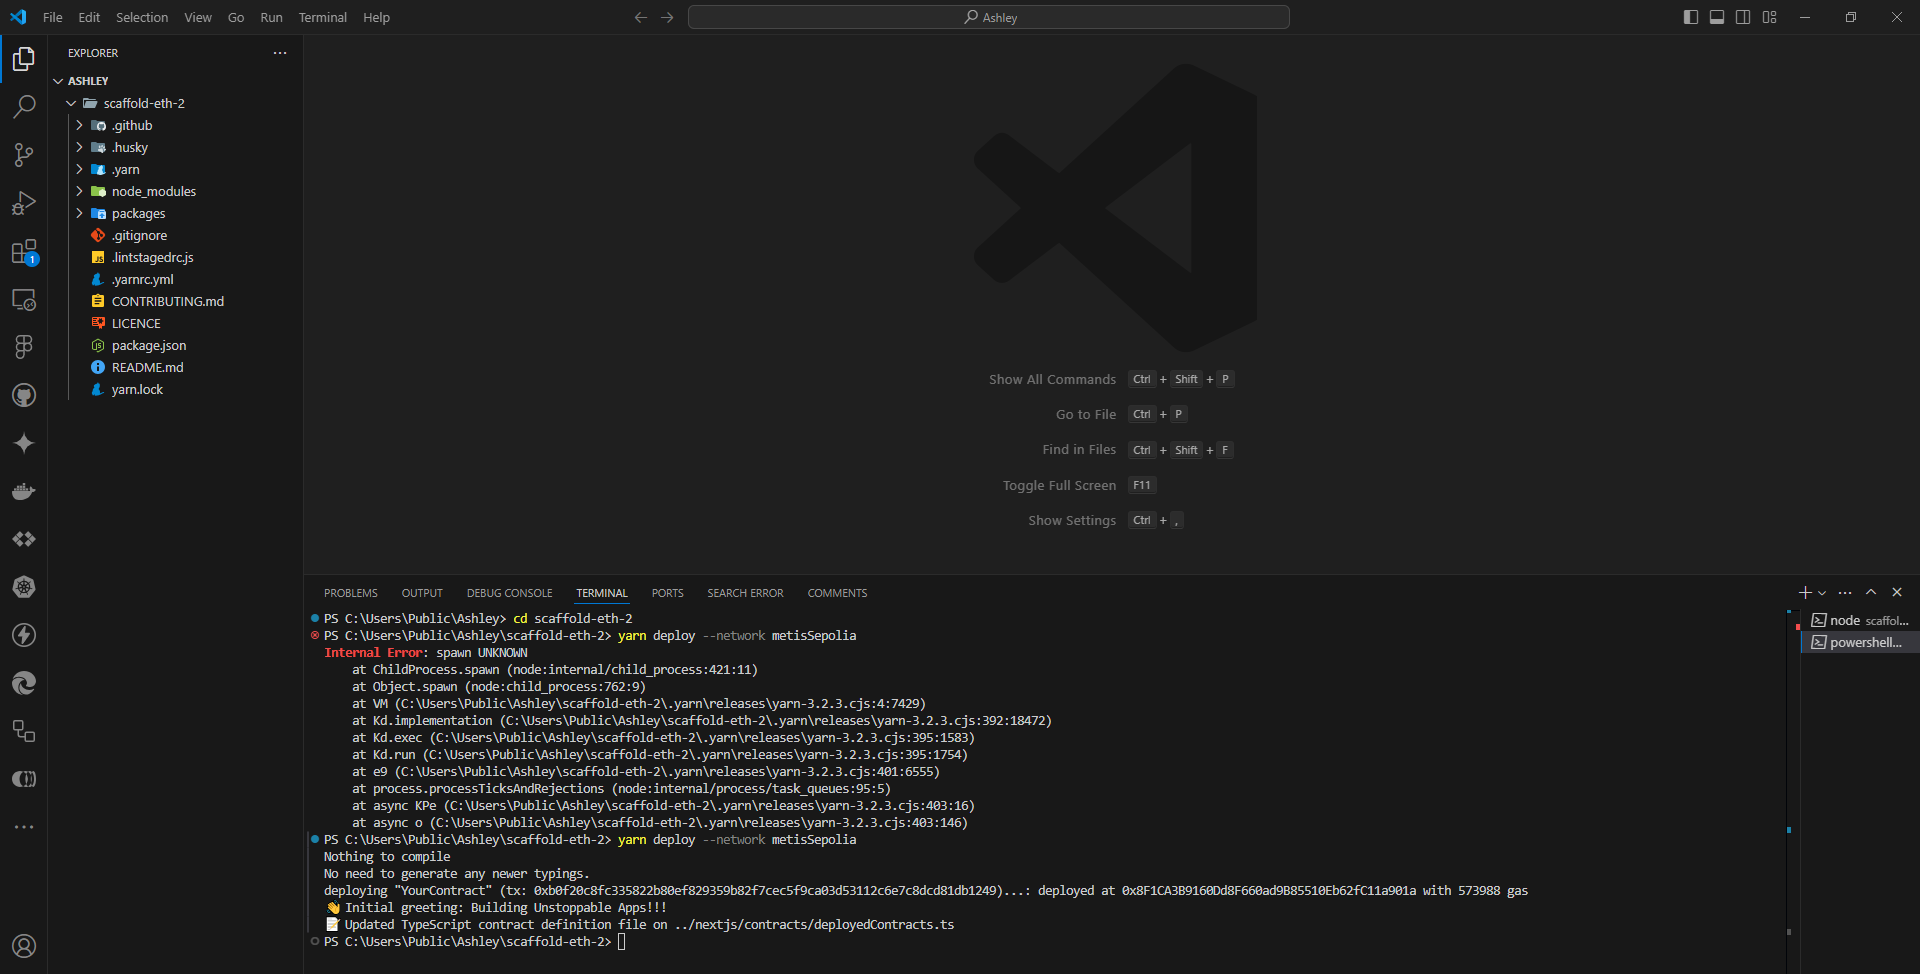 File Edit Selection View Go Run Terminal Help
Ashley
EXPLORER
ASHLEY
scaffold-eth-2
.github
.husky
.yarn
node_modules
packages
.gitignore
.lintstagedrc.js
.yarnrc.yml
CONTRIBUTING.md
LICENCE
package.json
README.md
yarn.lock
1
Show All Commands Ctrl + Shift + P
Go to File Ctrl + P
Find in Files Ctrl + Shift + F
Toggle Full Screen F11
Show Settings Ctrl + ,
PROBLEMS OUTPUT DEBUG CONSOLE TERMINAL PORTS SEARCH ERROR COMMENTS
PS C:\Users\Public\Ashley> cd scaffold-eth-2
PS C:\Users\Public\Ashley\scaffold-eth-2> yarn deploy --network metisSepolia
Internal Error: spawn UNKNOWN
at ChildProcess.spawn (node:internal/child_process:421:11)
at Object.spawn (node:child_process:762:9)
at VM (C:\Users\Public\Ashley\scaffold-eth-2\.yarn\releases\yarn-3.2.3.cjs:4:7429)
at Kd.implementation (C:\Users\Public\Ashley\scaffold-eth-2\.yarn\releases\yarn-3.2.3.cjs:392:18472)
at Kd.exec (C:\Users\Public\Ashley\scaffold-eth-2\.yarn\releases\yarn-3.2.3.cjs:395:1583)
at Kd.run (C:\Users\Public\Ashley\scaffold-eth-2\.yarn\releases\yarn-3.2.3.cjs:395:1754)
at e9 (C:\Users\Public\Ashley\scaffold-eth-2\.yarn\releases\yarn-3.2.3.cjs:401:6555)
at process.processTicksAndRejections (node:internal/process/task_queues:95:5)
at async KPe (C:\Users\Public\Ashley\scaffold-eth-2\.yarn\releases\yarn-3.2.3.cjs:403:16)
at async o (C:\Users\Public\Ashley\scaffold-eth-2\.yarn\releases\yarn-3.2.3.cjs:403:146)
PS C:\Users\Public\Ashley\scaffold-eth-2> yarn deploy --network metisSepolia
Nothing to compile
No need to generate any newer typings.
deploying "YourContract" (tx: 0xb0f20c8fc335822b80ef829359b82f7cec5f9ca03d53112c6e7c8dcd81db1249)...: deployed at 0x8F1CA3B9160Dd8F660ad9B85510Eb62fC11a901a with 573988 gas
👋 Initial greeting: Building Unstoppable Apps!!!
📝 Updated TypeScript contract definition file on ../nextjs/contracts/deployedContracts.ts
PS C:\Users\Public\Ashley\scaffold-eth-2>
node scaffol...
powershell...